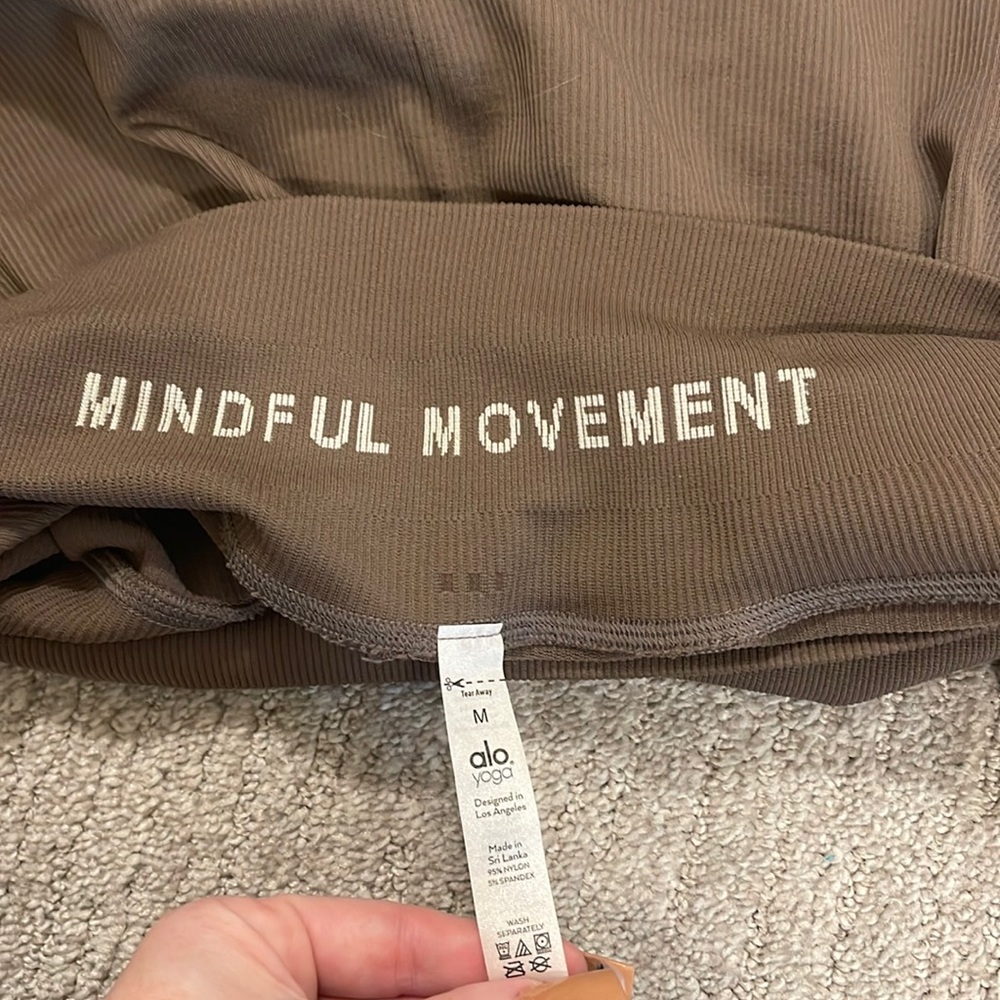 MINDFUL MOVEMENT
Tear Away
M
alo
yoga
Designed in
Los Angeles
Made in
Sri Lanka
95% NYLON
5% SPANDEX
WASH
SEPARATELY